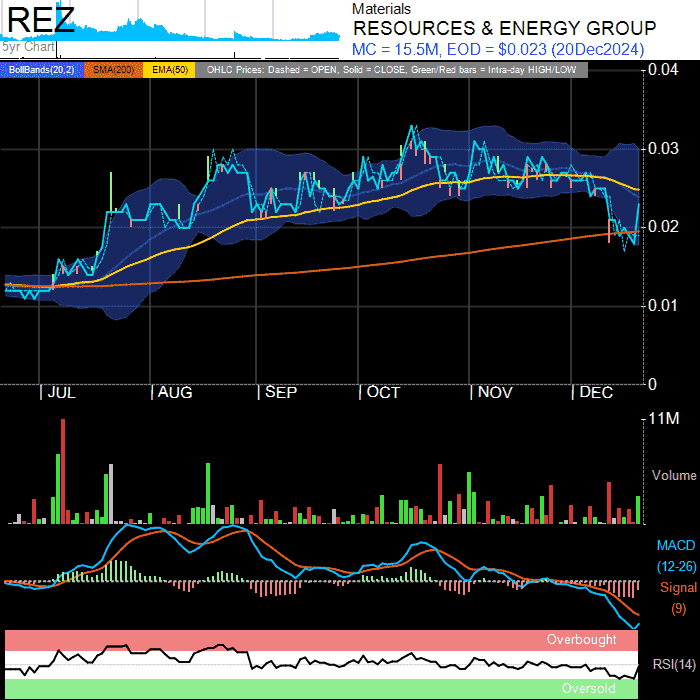 REZ
5yr Chart
Materials
RESOURCES & ENERGY GROUP
MC = 15.5M, EOD = $0.023 (20Dec2024)
BollBands(20,2) SMA(200) EMA(50) OHLC Prices: Dashed = OPEN, Solid = CLOSE, Green/Red bars = Intra-day HIGH/LOW
0.04
0.03
0.02
0.01
0
JUL AUG SEP OCT NOV DEC
11M
Volume
MACD
(12-26)
Signal
(9)
Overbought
RSI(14)
Oversold